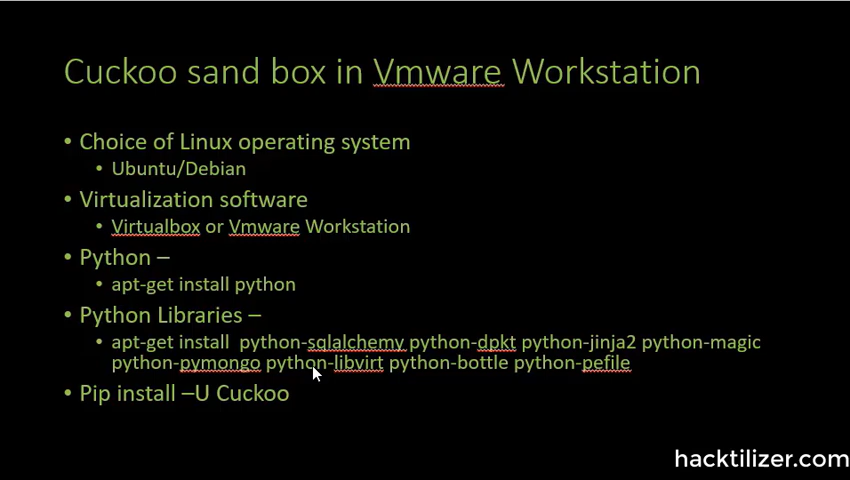 Cuckoo sand box in Vmware Workstation
• Choice of Linux operating system
• Ubuntu/Debian
• Virtualization software
• Virtualbox or Vmware Workstation
• Python –
• apt-get install python
• Python Libraries –
• apt-get install  python-sqlalchemy python-dpkt python-jinja2 python-magic
python-pymongo python-libvirt python-bottle python-pefile
• Pip install –U Cuckoo
hacktilizer.com